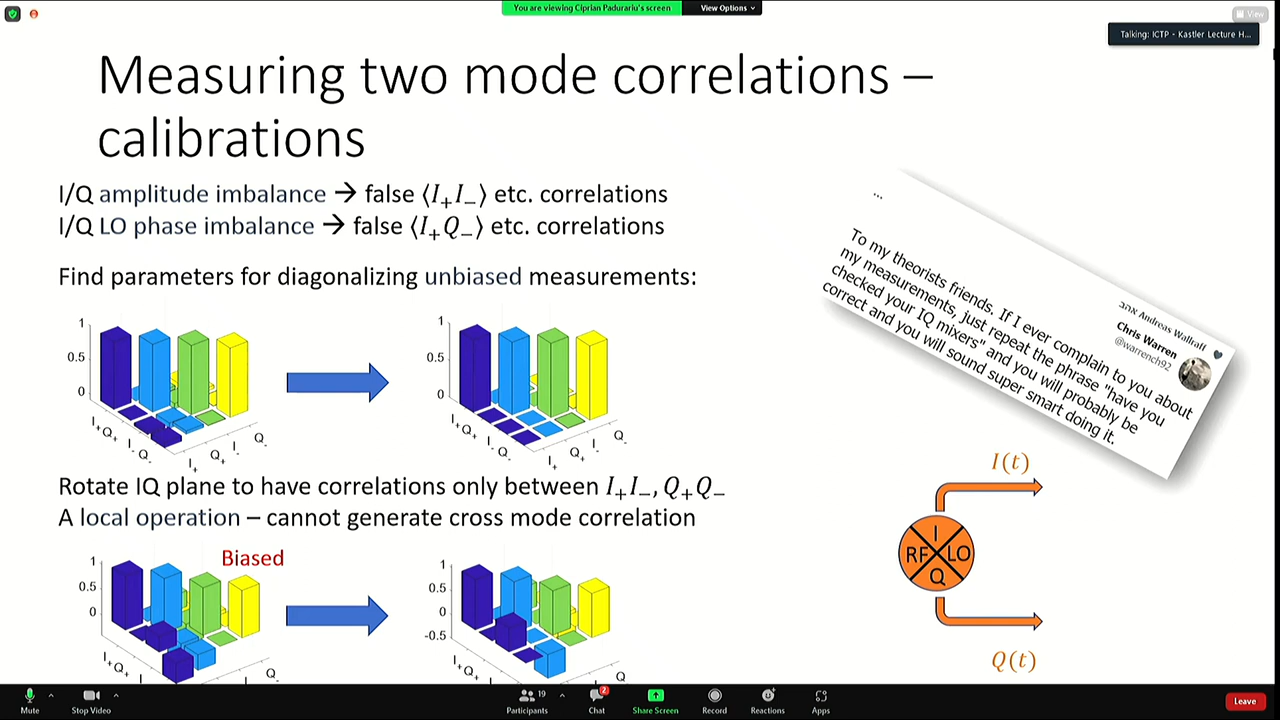 You are viewing Ciprian Padurariu's screen
View Options
View
Talking: ICTP - Kastler Lecture H...
Measuring two mode correlations –
calibrations
I/Q amplitude imbalance → false ⟨I₊I₋⟩ etc. correlations
I/Q LO phase imbalance → false ⟨I₊Q₋⟩ etc. correlations
Find parameters for diagonalizing unbiased measurements:
...
אהב Andreas Wallraff
Chris Warren
@warrench92
To my theorists friends. If I ever complain to you about
my measurements, just repeat the phrase "have you
checked your IQ mixers" and you will probably be
correct and you will sound super smart doing it.
1
0.5
0
I₊ Q₊ I₋ Q₋
I₊ Q₊ I₋ Q₋
1
0.5
0
I₊ Q₊ I₋ Q₋
I₊ Q₊ I₋ Q₋
Rotate IQ plane to have correlations only between I₊I₋, Q₊Q₋
A local operation – cannot generate cross mode correlation
Biased
1
0.5
0
I₊ Q₊
Q
1
0.5
0
-0.5
I₊ Q₊
Q
I(t)
I
RF LO
Q
Q(t)
Mute
Stop Video
19
Participants
2
Chat
Share Screen
Record
Reactions
Apps
Leave